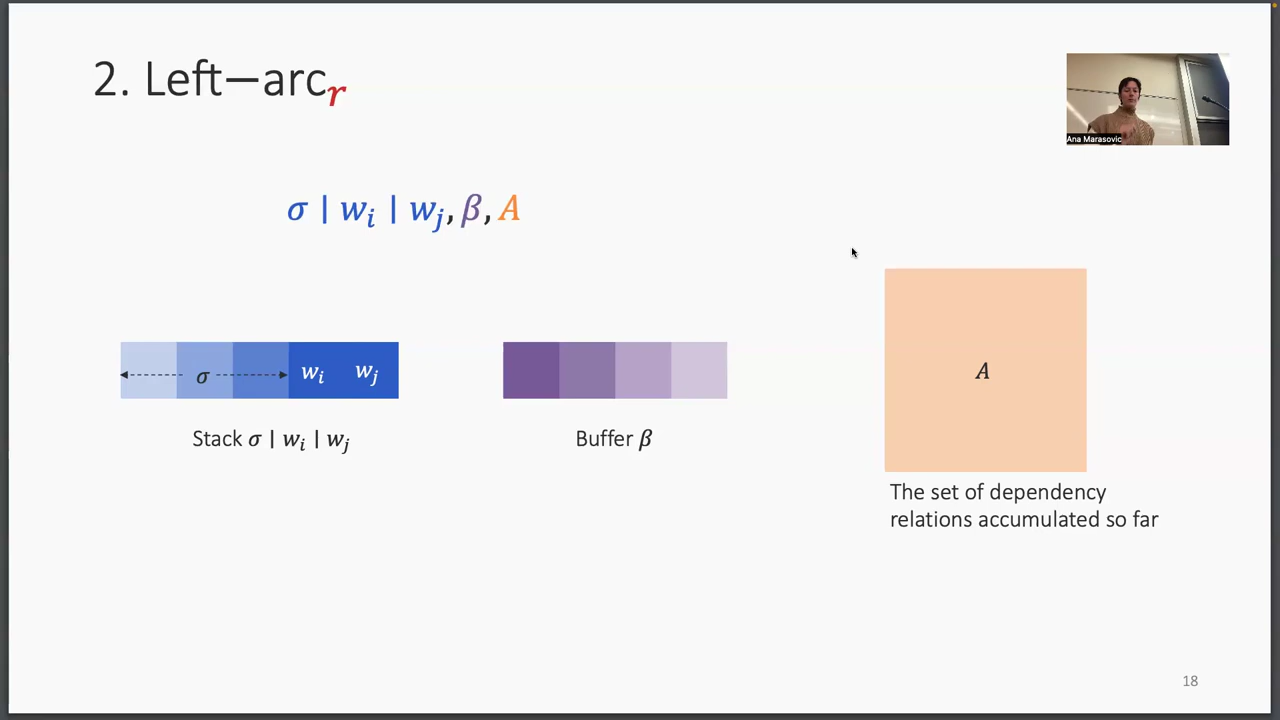 2. Left−arcᵣ
Ana Marasovic
σ | wᵢ | wⱼ, β, A
σ
wᵢ
wⱼ
A
Stack σ | wᵢ | wⱼ
Buffer β
The set of dependency
relations accumulated so far
18